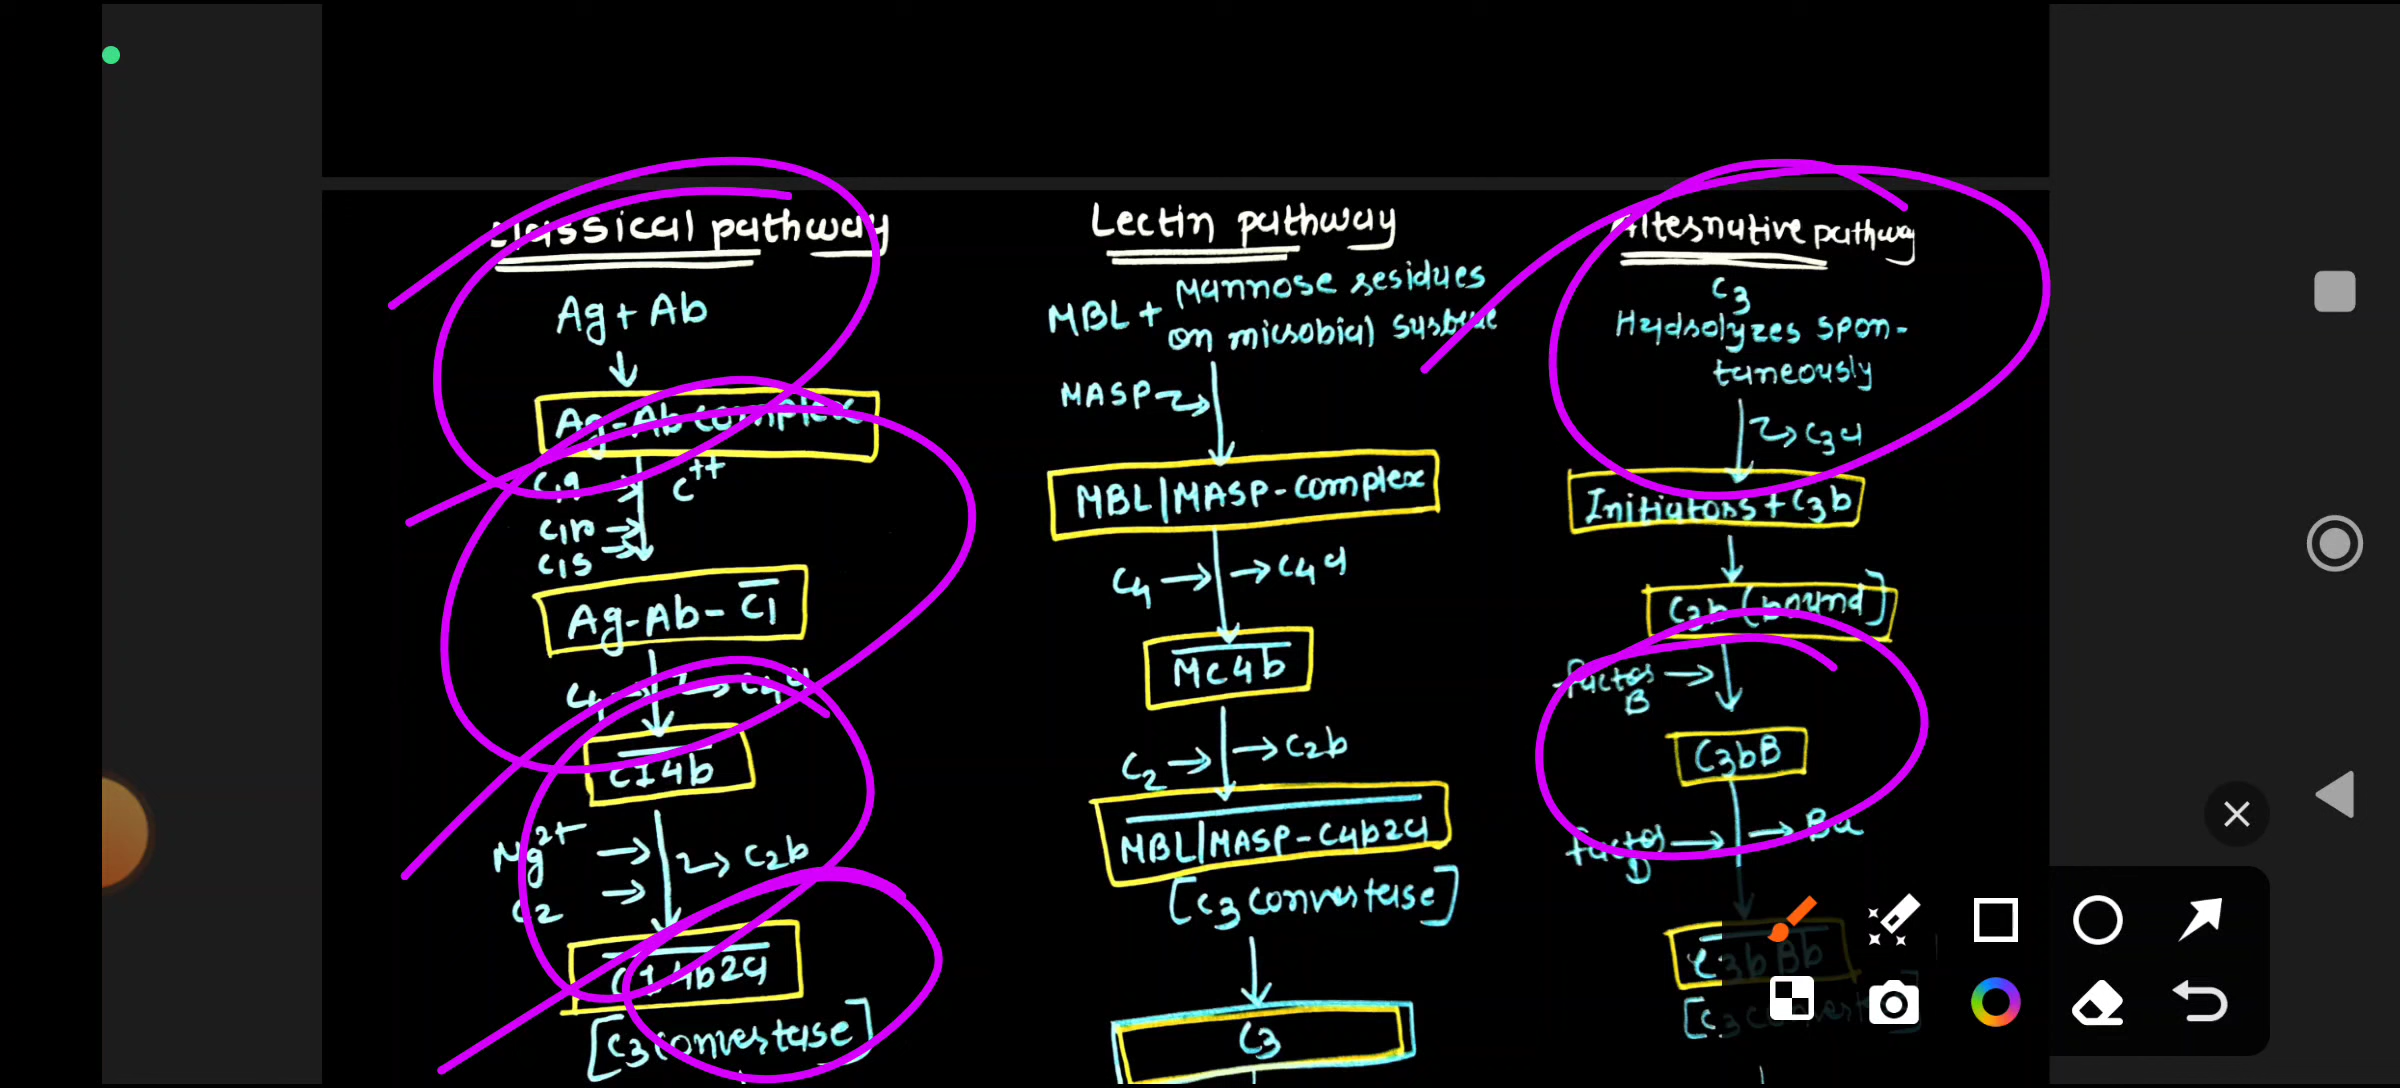 Classical pathway
Ag + Ab
Ag-Ab complex
C1q
C++
C1r
C1s
Ag-Ab-C1
C4
C4a
C14b
Mg2+
C2
C2b
C14b2a
[C3 convertase]
Lectin pathway
MBL + Mannose residues
on microbial surface
MASP
MBL|MASP-complex
C4
C4a
MC4b
C2
C2b
MBL|MASP-C4b2a
[C3 convertase]
C3
Alternative pathway
C3
Hydrolyzes spon-
taneously
C3a
Initiators + C3b
C3b (bound)
factor
B
C3bB
factor
D
Ba
C3bBb
[C3 convert